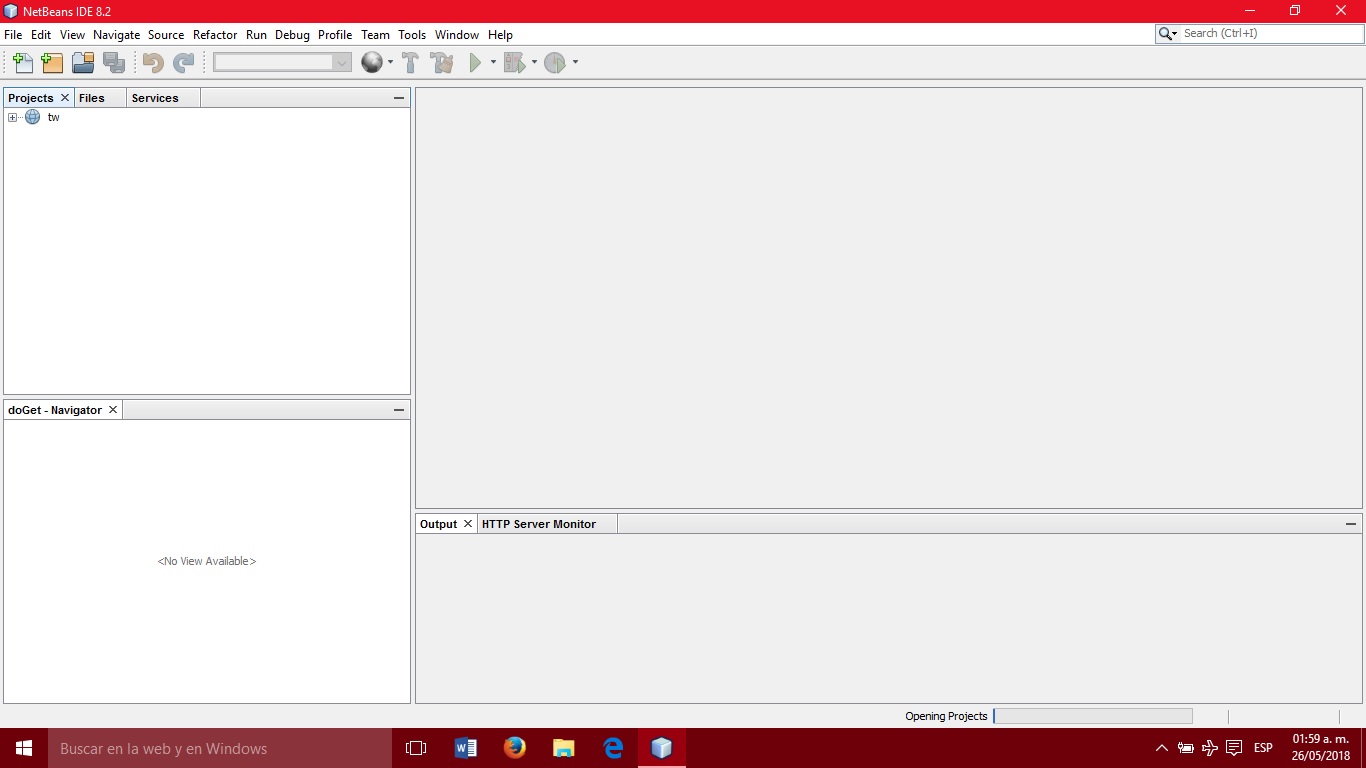 NetBeans IDE 8.2
File Edit View Navigate Source Refactor Run Debug Profile Team Tools Window Help
Search (Ctrl+I)
Projects Files Services
tw
doGet - Navigator
<No View Available>
Output HTTP Server Monitor
Opening Projects
Buscar en la web y en Windows
ESP
01:59 a. m.
26/05/2018